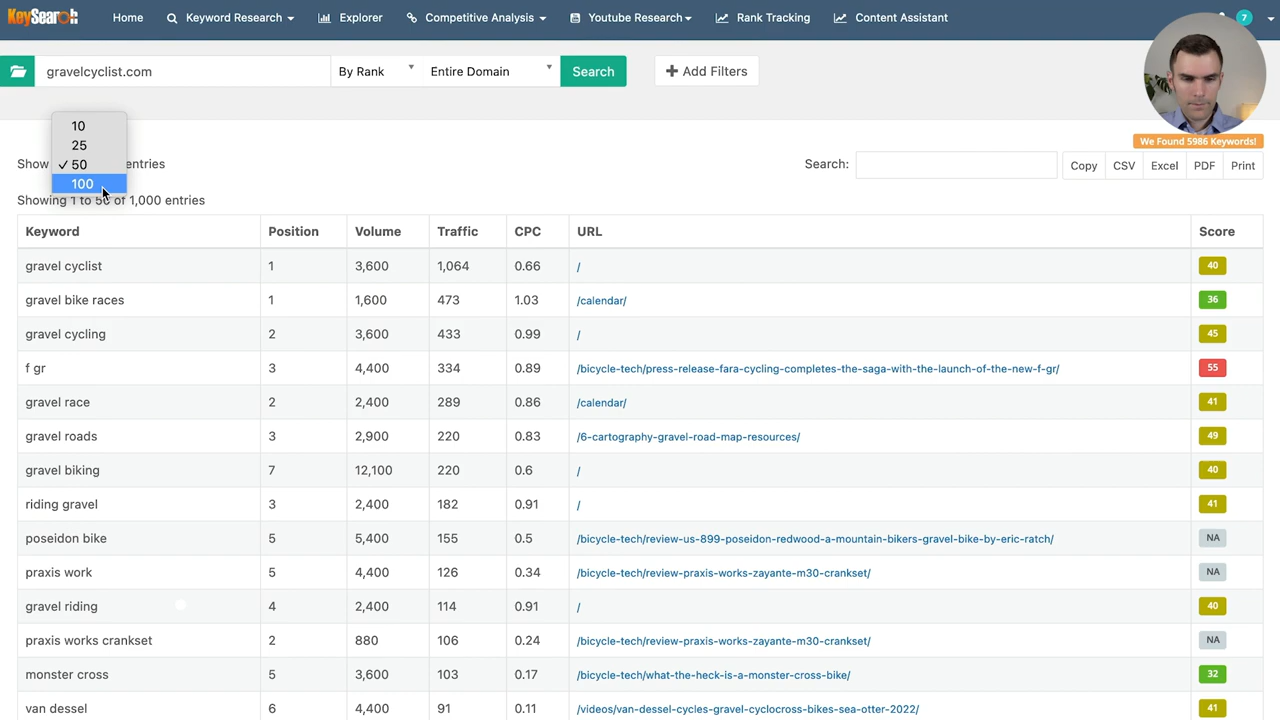 KeySearch Home Keyword Research Explorer Competitive Analysis Youtube Research Rank Tracking Content Assistant 7
gravelcyclist.com By Rank Entire Domain Search + Add Filters
We Found 5986 Keywords!
10
25
✓ 50
100
Show entries Search: Copy CSV Excel PDF Print
Showing 1 to 50 of 1,000 entries
Keyword Position Volume Traffic CPC URL Score
gravel cyclist 1 3,600 1,064 0.66 / 40
gravel bike races 1 1,600 473 1.03 /calendar/ 36
gravel cycling 2 3,600 433 0.99 / 45
f gr 3 4,400 334 0.89 /bicycle-tech/press-release-fara-cycling-completes-the-saga-with-the-launch-of-the-new-f-gr/ 55
gravel race 2 2,400 289 0.86 /calendar/ 41
gravel roads 3 2,900 220 0.83 /6-cartography-gravel-road-map-resources/ 49
gravel biking 7 12,100 220 0.6 / 40
riding gravel 3 2,400 182 0.91 / 41
poseidon bike 5 5,400 155 0.5 /bicycle-tech/review-us-899-poseidon-redwood-a-mountain-bikers-gravel-bike-by-eric-ratch/ NA
praxis work 5 4,400 126 0.34 /bicycle-tech/review-praxis-works-zayante-m30-crankset/ NA
gravel riding 4 2,400 114 0.91 / 40
praxis works crankset 2 880 106 0.24 /bicycle-tech/review-praxis-works-zayante-m30-crankset/ NA
monster cross 5 3,600 103 0.17 /bicycle-tech/what-the-heck-is-a-monster-cross-bike/ 32
van dessel 6 4,400 91 0.11 /videos/van-dessel-cycles-gravel-cyclocross-bikes-sea-otter-2022/ 41